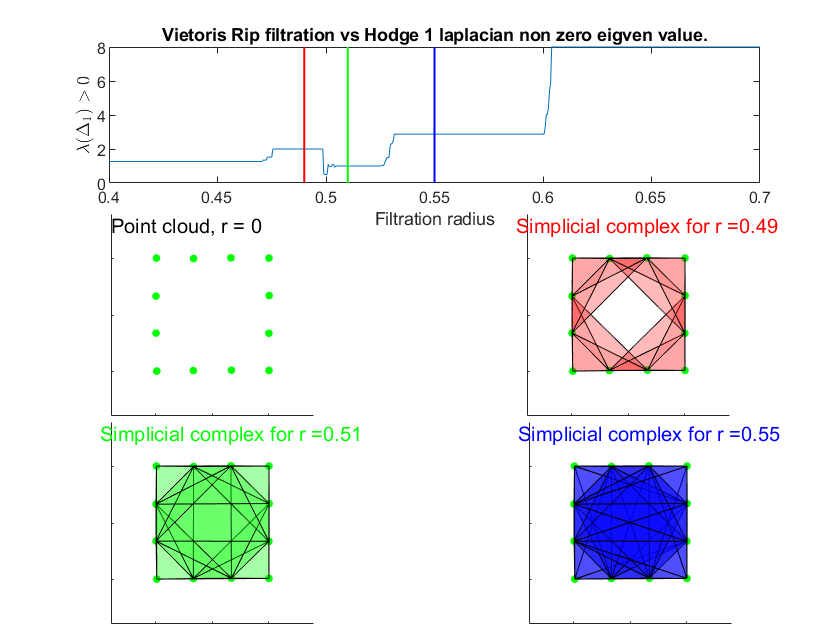 Vietoris Rip filtration vs Hodge 1 laplacian non zero eigven value.
λ(Δ₁) > 0
8
6
4
2
0
0.4 0.45 0.5 0.55 0.6 0.65 0.7
Filtration radius
Point cloud, r = 0
Simplicial complex for r =0.49
Simplicial complex for r =0.51
Simplicial complex for r =0.55